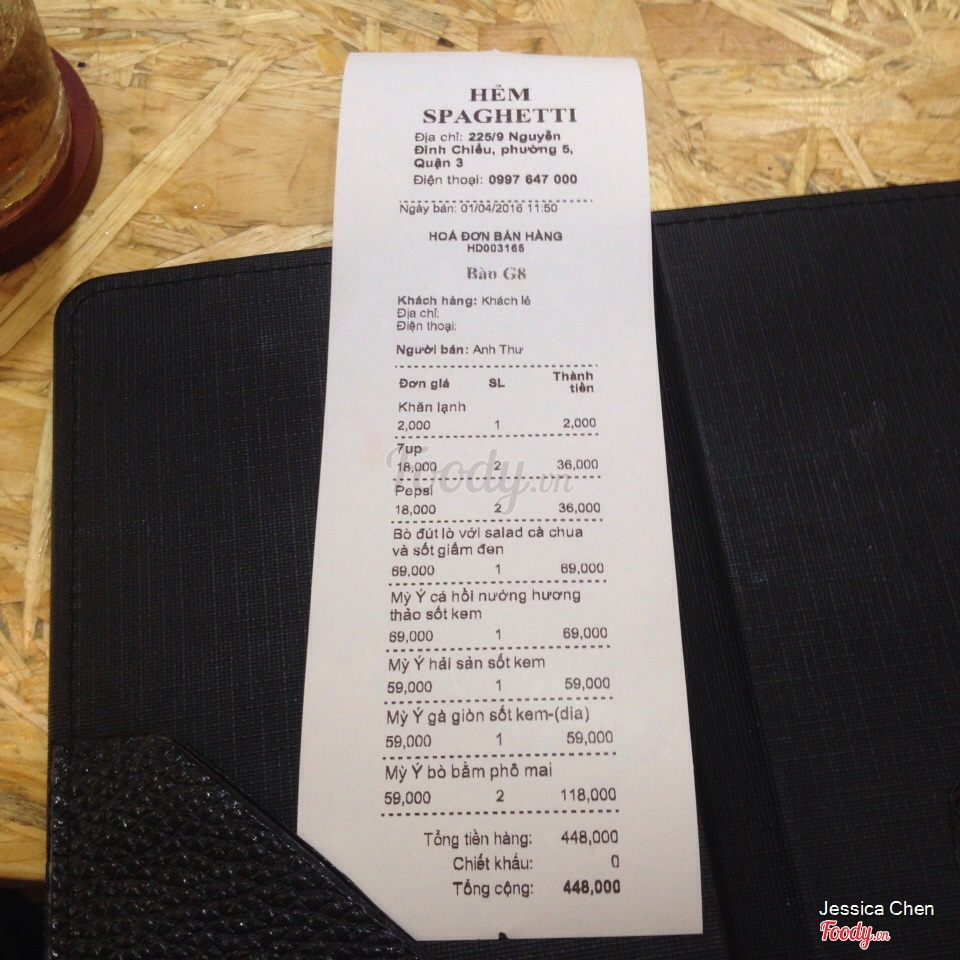 HẺM
SPAGHETTI
Địa chỉ: 225/9 Nguyễn
Đình Chiểu, phường 5,
Quận 3
Điện thoại: 0997 647 000
Ngày bán: 01/04/2016 11:50
HOÁ ĐƠN BÁN HÀNG
HD003165
Bàn G8
Khách hàng: Khách lẻ
Địa chỉ:
Điện thoại:
Người bán: Anh Thư
Đơn giá SL Thành tiền
Khăn lạnh
2,000 1 2,000
7up
18,000 2 36,000
Pepsi
18,000 2 36,000
Bò đút lò với salad cà chua
và sốt giấm đen
69,000 1 69,000
Mỳ Ý cá hồi nướng hương
thảo sốt kem
69,000 1 69,000
Mỳ Ý hải sản sốt kem
59,000 1 59,000
Mỳ Ý gà giòn sốt kem-(dia)
59,000 1 59,000
Mỳ Ý bò bằm phô mai
59,000 2 118,000
Tổng tiền hàng: 448,000
Chiết khấu: 0
Tổng cộng: 448,000
Foody.vn
Jessica Chen
Foody.vn